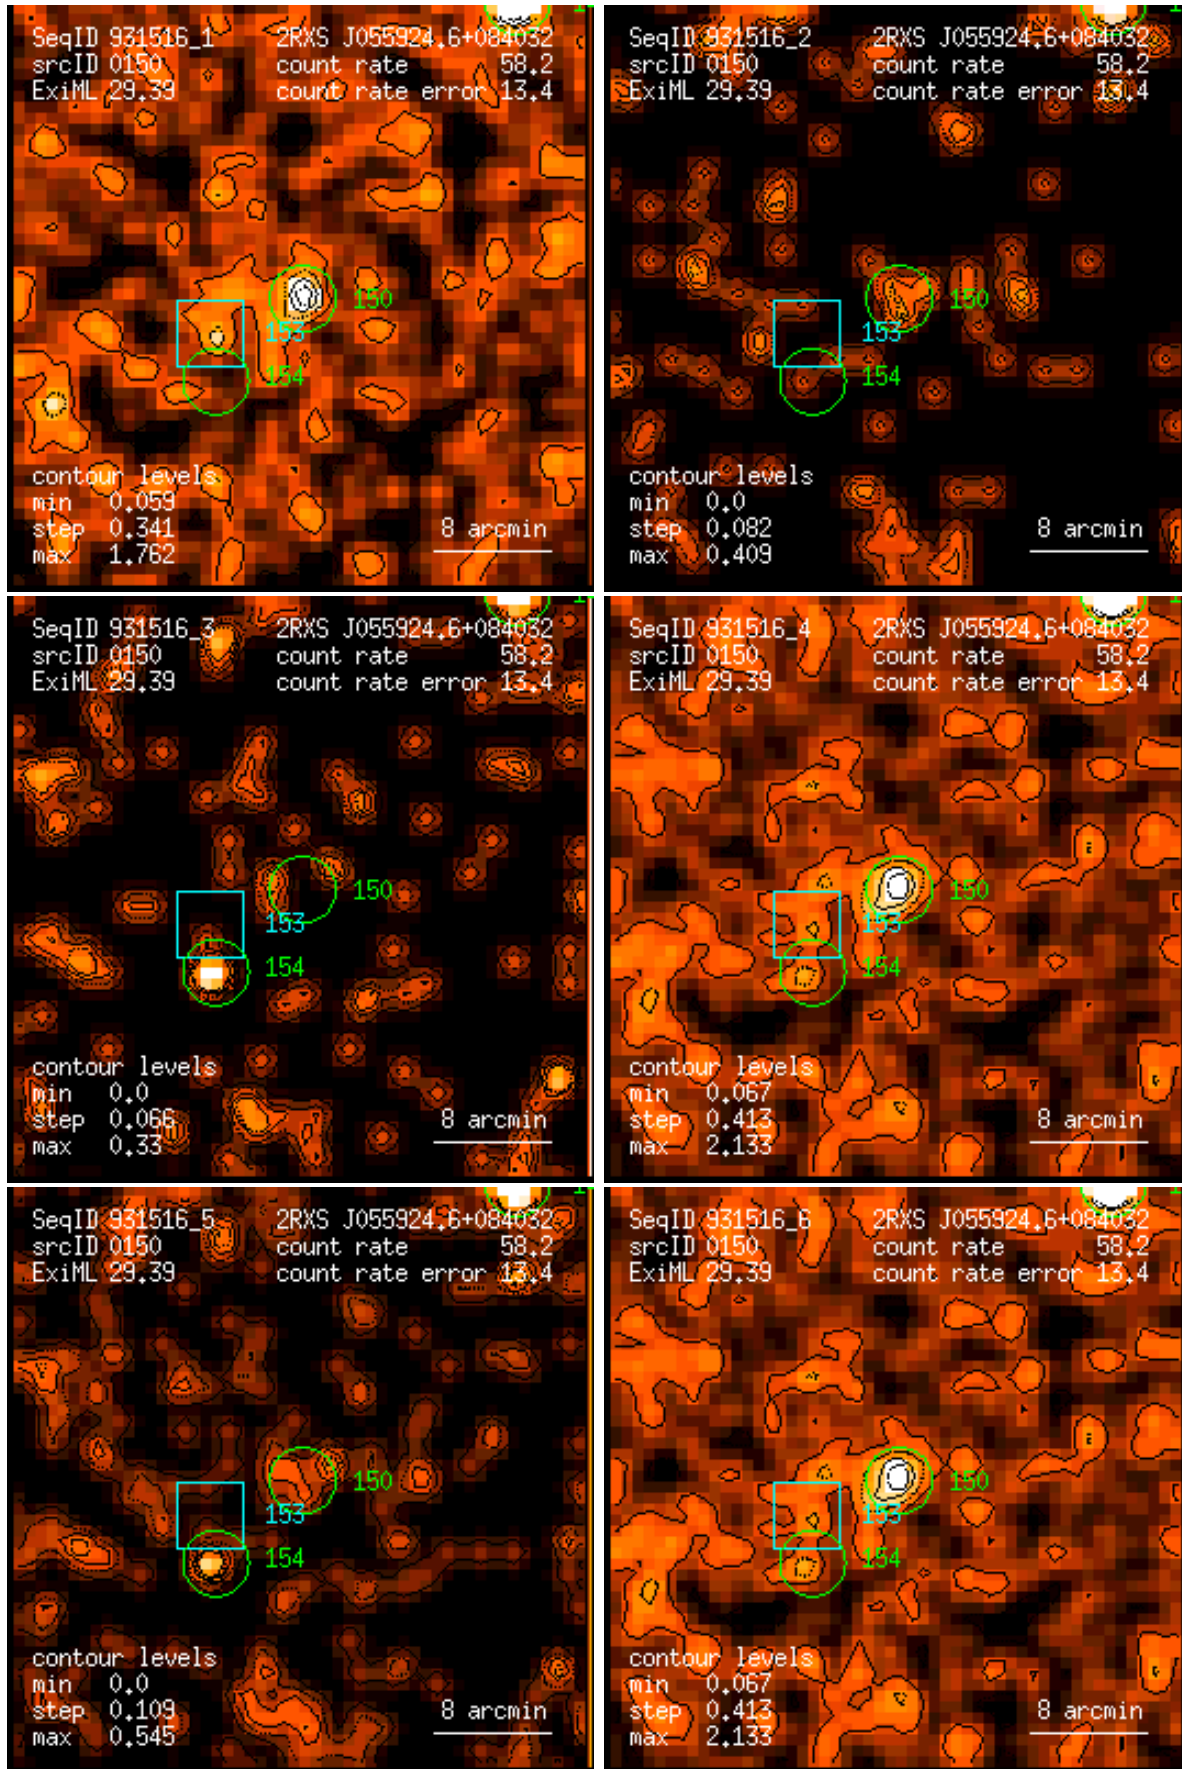 SeqID 931516_1 2RXS J055924.6+084032
srcID 0150 count rate 58.2
ExiML 29.39 count rate error 13.4
150
153
154
contour levels
min 0.059
step 0.341
max 1.762
8 arcmin
SeqID 931516_2 2RXS J055924.6+084032
srcID 0150 count rate 58.2
ExiML 29.39 count rate error 13.4
150
153
154
contour levels
min 0.0
step 0.082
max 0.409
8 arcmin
SeqID 931516_3 2RXS J055924.6+084032
srcID 0150 count rate 58.2
ExiML 29.39 count rate error 13.4
150
153
154
contour levels
min 0.0
step 0.066
max 0.33
8 arcmin
SeqID 931516_4 2RXS J055924.6+084032
srcID 0150 count rate 58.2
ExiML 29.39 count rate error 13.4
150
153
154
contour levels
min 0.067
step 0.413
max 2.133
8 arcmin
SeqID 931516_5 2RXS J055924.6+084032
srcID 0150 count rate 58.2
ExiML 29.39 count rate error 13.4
150
153
154
contour levels
min 0.0
step 0.109
max 0.545
8 arcmin
SeqID 931516_6 2RXS J055924.6+084032
srcID 0150 count rate 58.2
ExiML 29.39 count rate error 13.4
150
153
154
contour levels
min 0.067
step 0.413
max 2.133
8 arcmin